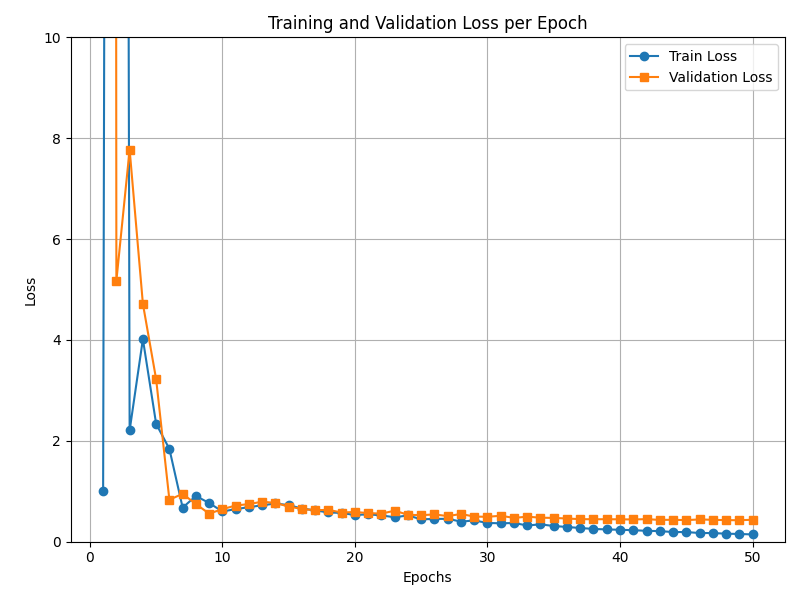 Training and Validation Loss per Epoch
Train Loss
Validation Loss
10
8
6
4
2
0
Loss
0 10 20 30 40 50
Epochs